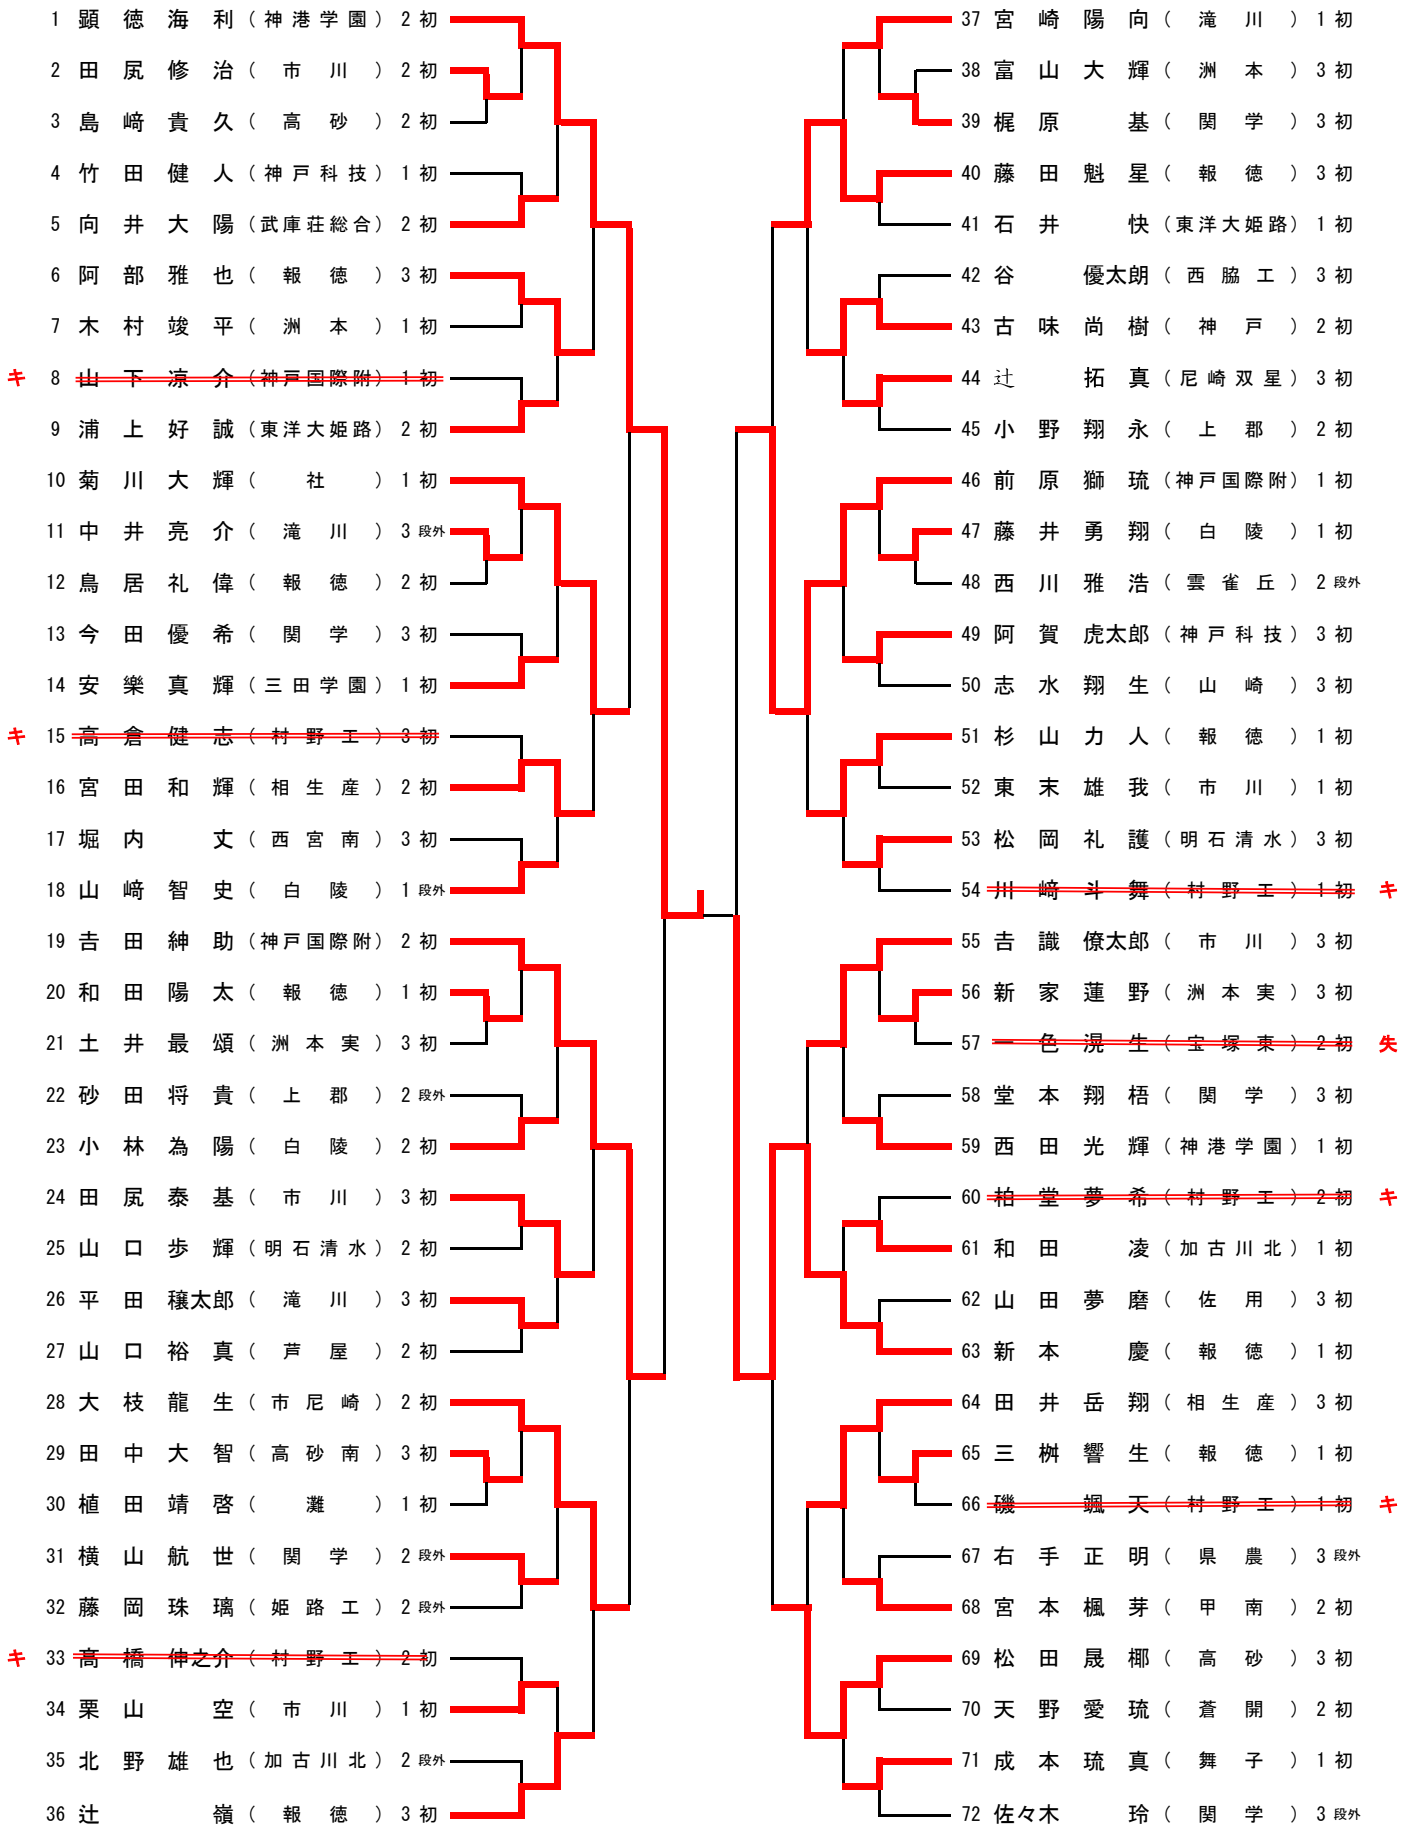 1 顕徳海利（神港学園）2 初
2 田尻修治（市川）2 初
3 島﨑貴久（高砂）2 初
4 竹田健人（神戸科技）1 初
5 向井大陽（武庫荘総合）2 初
6 阿部雅也（報徳）3 初
7 木村竣平（洲本）1 初
キ 8 山下凉介（神戸国際附）1 初
9 浦上好誠（東洋大姫路）2 初
10 菊川大輝（社）1 初
11 中井亮介（滝川）3 段外
12 鳥居礼偉（報徳）2 初
13 今田優希（関学）3 初
14 安樂真輝（三田学園）1 初
キ 15 高倉健志（村野工）3 初
16 宮田和輝（相生産）2 初
17 堀内丈（西宮南）3 初
18 山﨑智史（白陵）1 段外
19 吉田紳助（神戸国際附）2 初
20 和田陽太（報徳）1 初
21 土井最頌（洲本実）3 初
22 砂田将貴（上郡）2 段外
23 小林為陽（白陵）2 初
24 田尻泰基（市川）3 初
25 山口歩輝（明石清水）2 初
26 平田穣太郎（滝川）3 初
27 山口裕真（芦屋）2 初
28 大枝龍生（市尼崎）2 初
29 田中大智（高砂南）3 初
30 植田靖啓（灘）1 初
31 横山航世（関学）2 段外
32 藤岡珠璃（姫路工）2 段外
キ 33 髙橋伸之介（村野工）2 初
34 栗山空（市川）1 初
35 北野雄也（加古川北）2 段外
36 辻嶺（報徳）3 初
37 宮崎陽向（滝川）1 初
38 富山大輝（洲本）3 初
39 梶原基（関学）3 初
40 藤田魁星（報徳）3 初
41 石井快（東洋大姫路）1 初
42 谷優太朗（西脇工）3 初
43 古味尚樹（神戸）2 初
44 辻拓真（尼崎双星）3 初
45 小野翔永（上郡）2 初
46 前原獅琉（神戸国際附）1 初
47 藤井勇翔（白陵）1 初
48 西川雅浩（雲雀丘）2 段外
49 阿賀虎太郎（神戸科技）3 初
50 志水翔生（山崎）3 初
51 杉山力人（報徳）1 初
52 東末雄我（市川）1 初
53 松岡礼護（明石清水）3 初
54 川﨑斗舞（村野工）1 初 キ
55 吉識僚太郎（市川）3 初
56 新家蓮野（洲本実）3 初
57 一色滉生（宝塚東）2 初 失
58 堂本翔梧（関学）3 初
59 西田光輝（神港学園）1 初
60 柏堂夢希（村野工）2 初 キ
61 和田凌（加古川北）1 初
62 山田夢磨（佐用）3 初
63 新本慶（報徳）1 初
64 田井岳翔（相生産）3 初
65 三桝響生（報徳）1 初
66 磯颯天（村野工）1 初 キ
67 右手正明（県農）3 段外
68 宮本楓芽（甲南）2 初
69 松田晟椰（高砂）3 初
70 天野愛琉（蒼開）2 初
71 成本琉真（舞子）1 初
72 佐々木玲（関学）3 段外